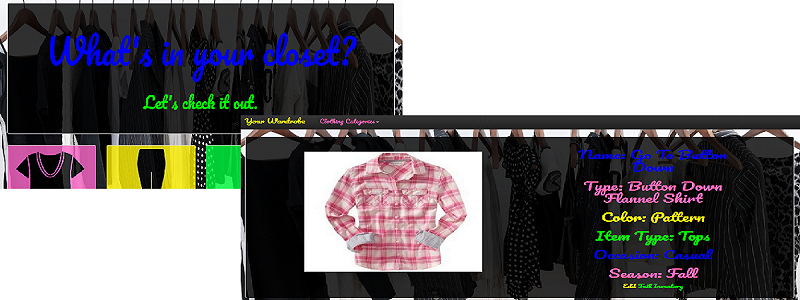 What's in your closet?
Let's check it out.
Your Wardrobe
Clothing Categories
Name: Go To Button
Down
Type: Button Down
Flannel Shirt
Color: Pattern
Item Type: Tops
Occasion: Casual
Season: Fall
Edit Full Inventory